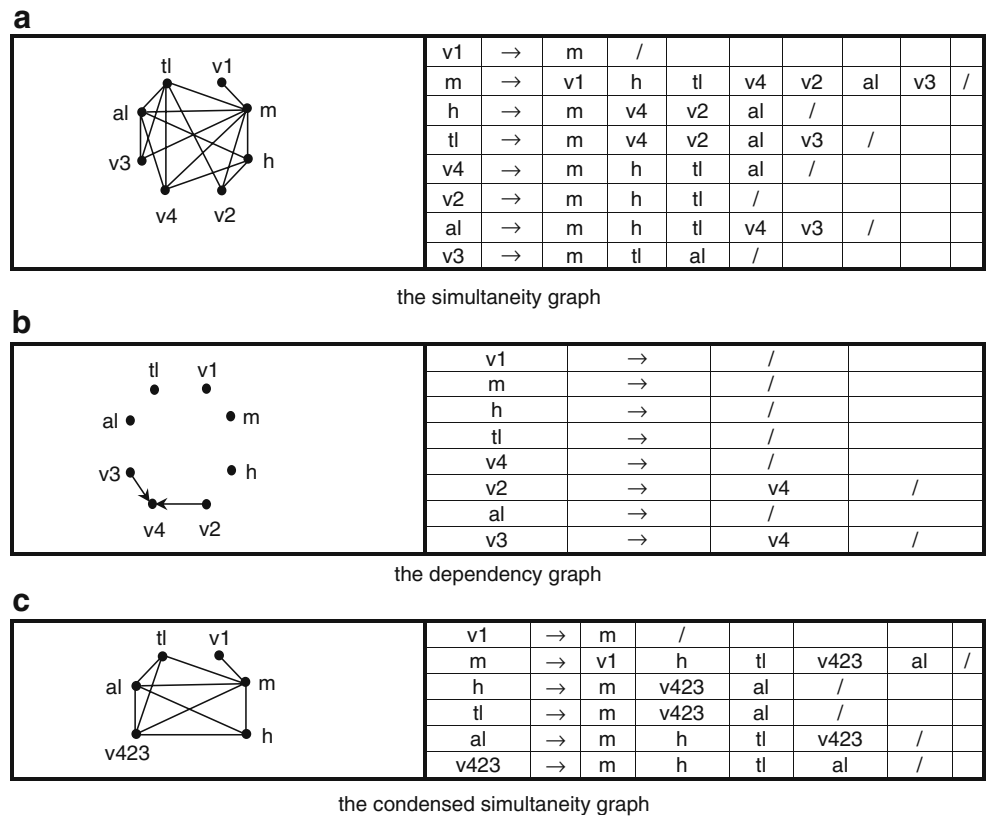 a
tl v1
al m
v3 h
v4 v2
v1 → m /
m → v1 h tl v4 v2 al v3 /
h → m v4 v2 al /
tl → m v4 v2 al v3 /
v4 → m h tl al /
v2 → m h tl /
al → m h tl v4 v3 /
v3 → m tl al /
the simultaneity graph
b
tl v1
al m
v3 h
v4 v2
v1 → /
m → /
h → /
tl → /
v4 → /
v2 → v4 /
al → /
v3 → v4 /
the dependency graph
c
tl v1
al m
v423 h
v1 → m /
m → v1 h tl v423 al /
h → m v423 al /
tl → m v423 al /
al → m h tl v423 /
v423 → m h tl al /
the condensed simultaneity graph